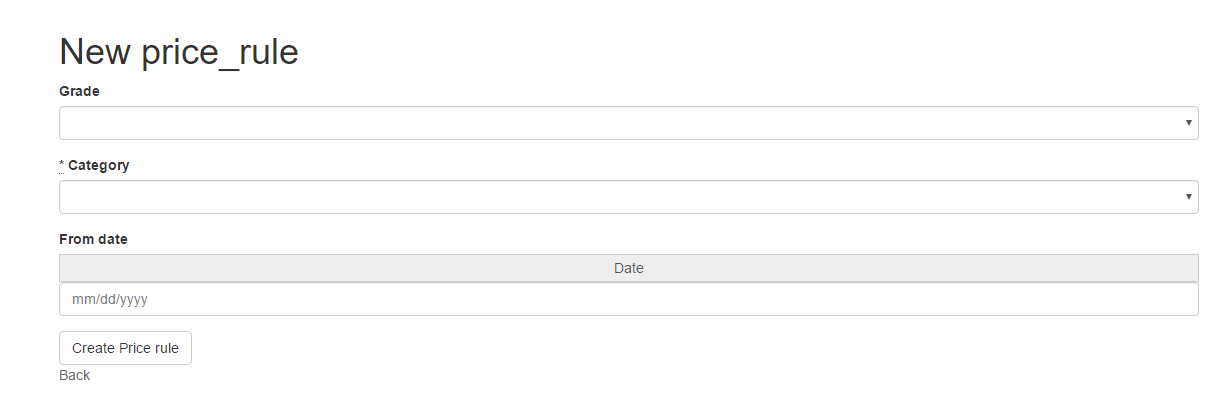 New price_rule
Grade
* Category
From date
Date
mm/dd/yyyy
Create Price rule
Back